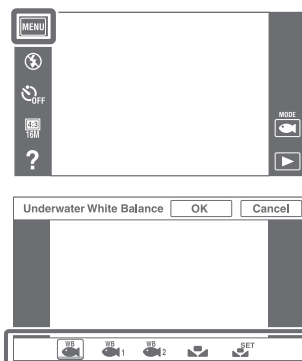 MENU
OFF
4:3
16M
?
MODE
Underwater White Balance OK Cancel
WB WB 1 WB 2 SET